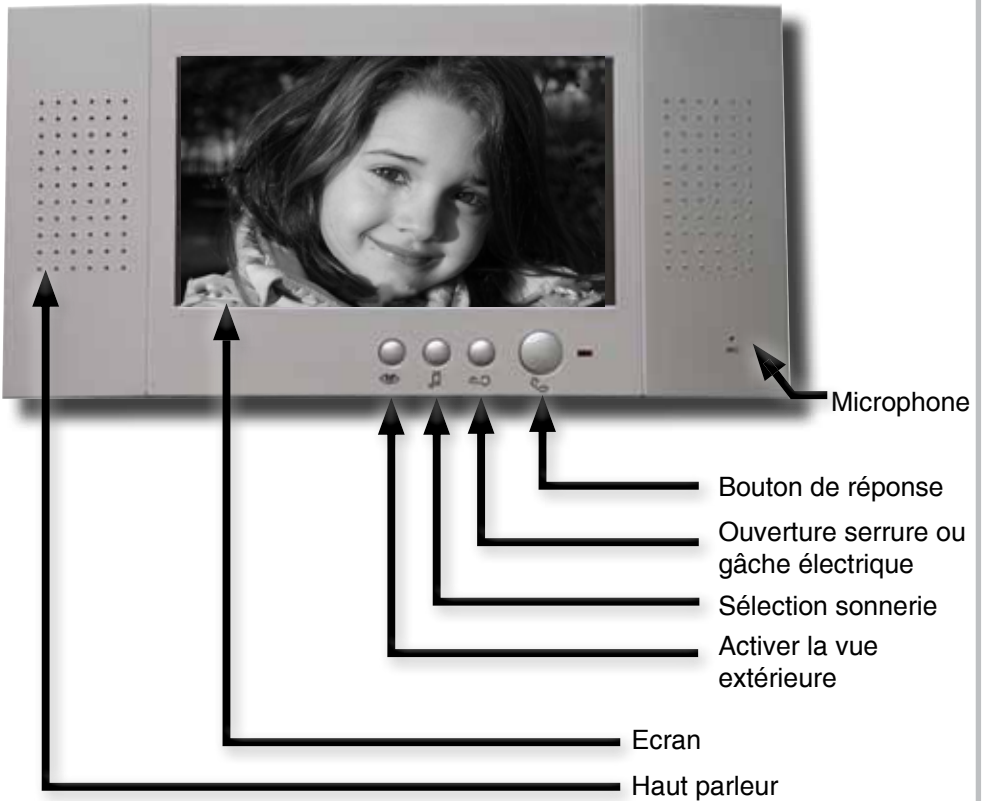 Microphone
Bouton de réponse
Ouverture serrure ou
gâche électrique
Sélection sonnerie
Activer la vue
extérieure
Ecran
Haut parleur